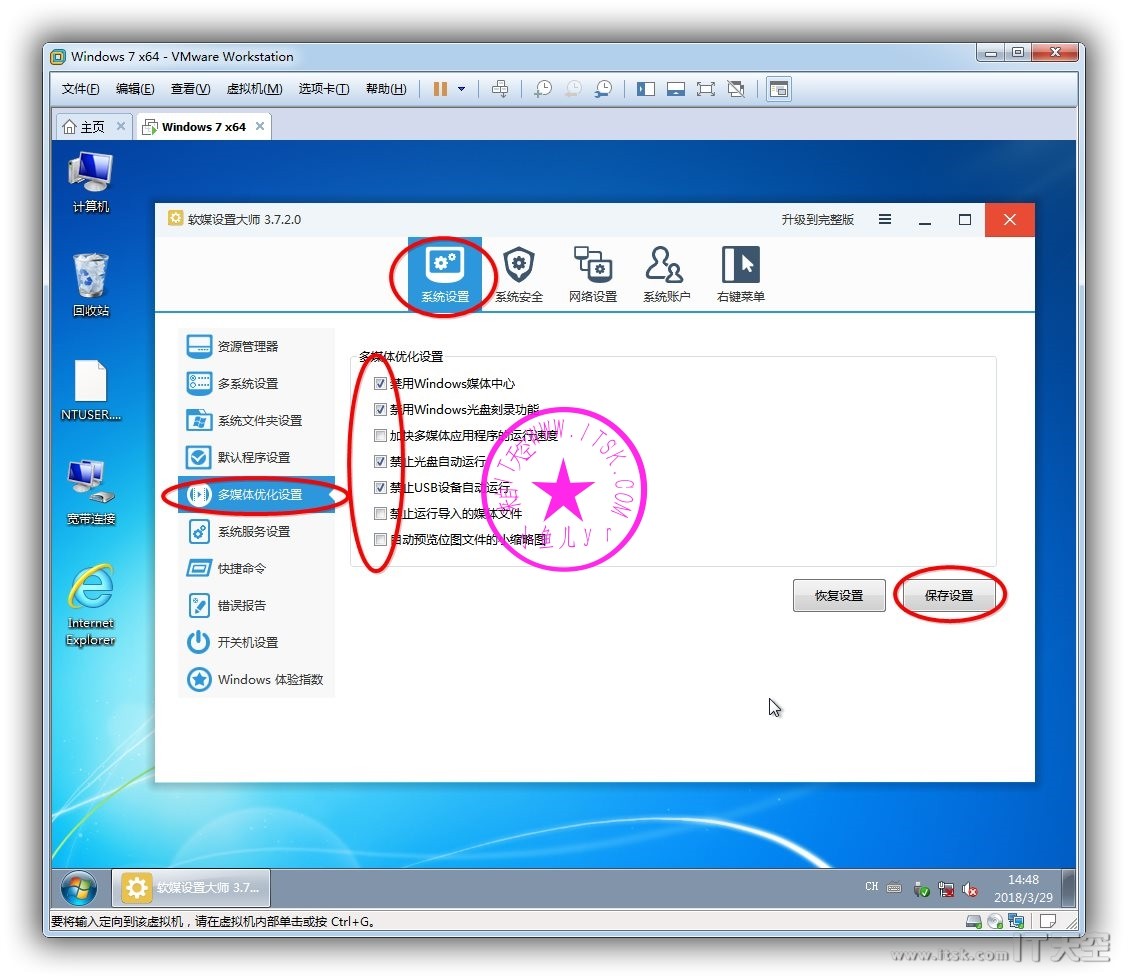 Windows 7 x64 - VMware Workstation
文件(F) 编辑(E) 查看(V) 虚拟机(M) 选项卡(T) 帮助(H)
主页 Windows 7 x64
计算机
回收站
NTUSER....
宽带连接
Internet
Explorer
软媒设置大师 3.7.2.0 升级到完整版
系统设置 系统安全 网络设置 系统账户 右键菜单
资源管理器
多系统设置
系统文件夹设置
默认程序设置
多媒体优化设置
系统服务设置
快捷命令
错误报告
开关机设置
Windows 体验指数
多媒体优化设置
禁用Windows媒体中心
禁用Windows光盘刻录功能
加快多媒体应用程序的运行速度
禁止光盘自动运行
禁止USB设备自动运行
禁止运行导入的媒体文件
自动预览位图文件的小缩略图
来自IT天空WWW.ITSK.COM
小鱼儿yr
恢复设置 保存设置
软媒设置大师 3.7...
CH
14:48
2018/3/29
要将输入定向到该虚拟机，请在虚拟机内部单击或按 Ctrl+G。
www.itsk.com IT天空